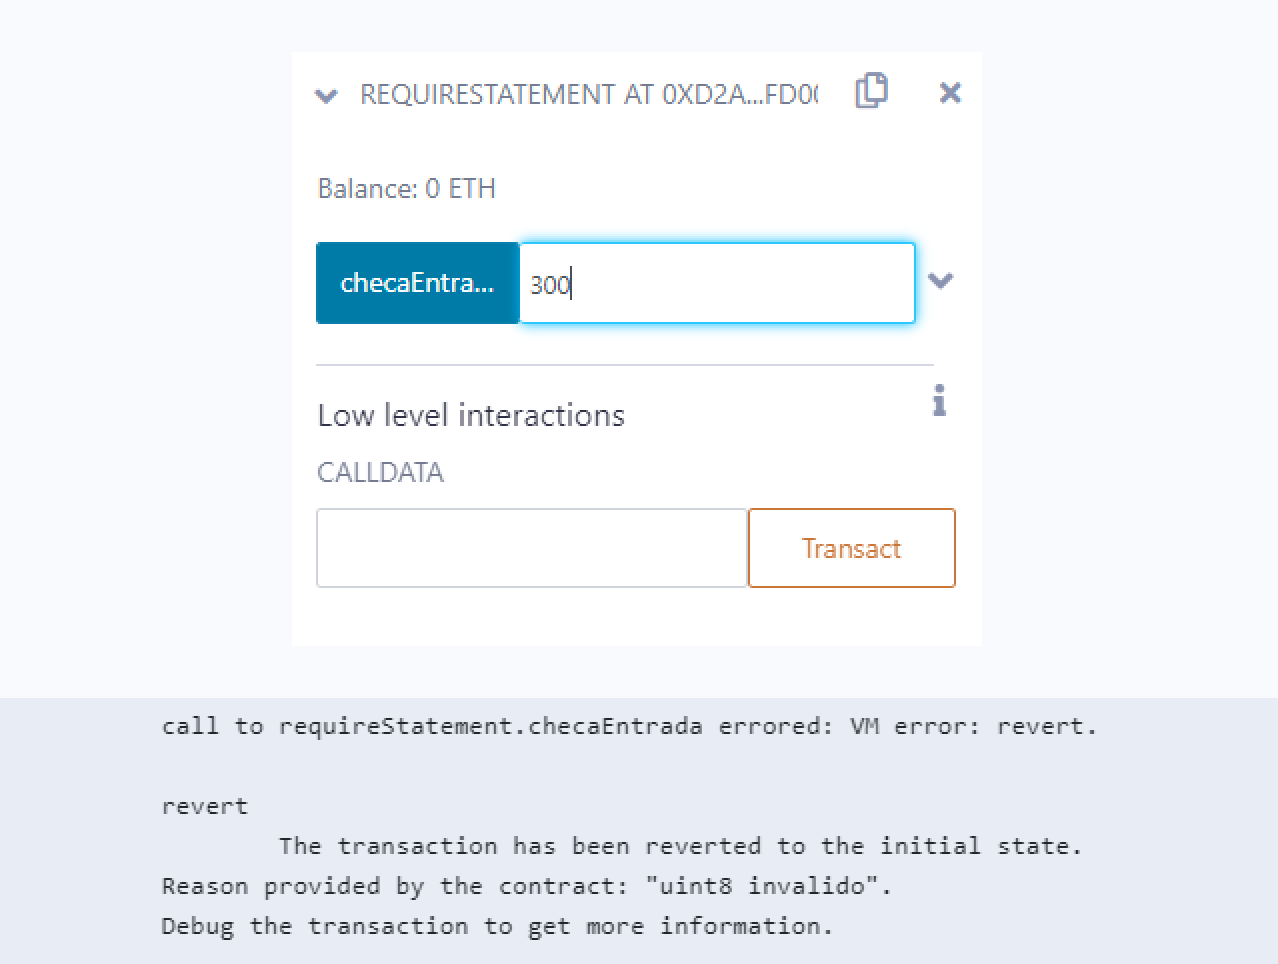 REQUIRESTATEMENT AT 0XD2A...FD0(
Balance: 0 ETH
checaEntra... 300
Low level interactions
CALLDATA
Transact
call to requireStatement.checaEntrada errored: VM error: revert.
revert
The transaction has been reverted to the initial state.
Reason provided by the contract: "uint8 invalido".
Debug the transaction to get more information.